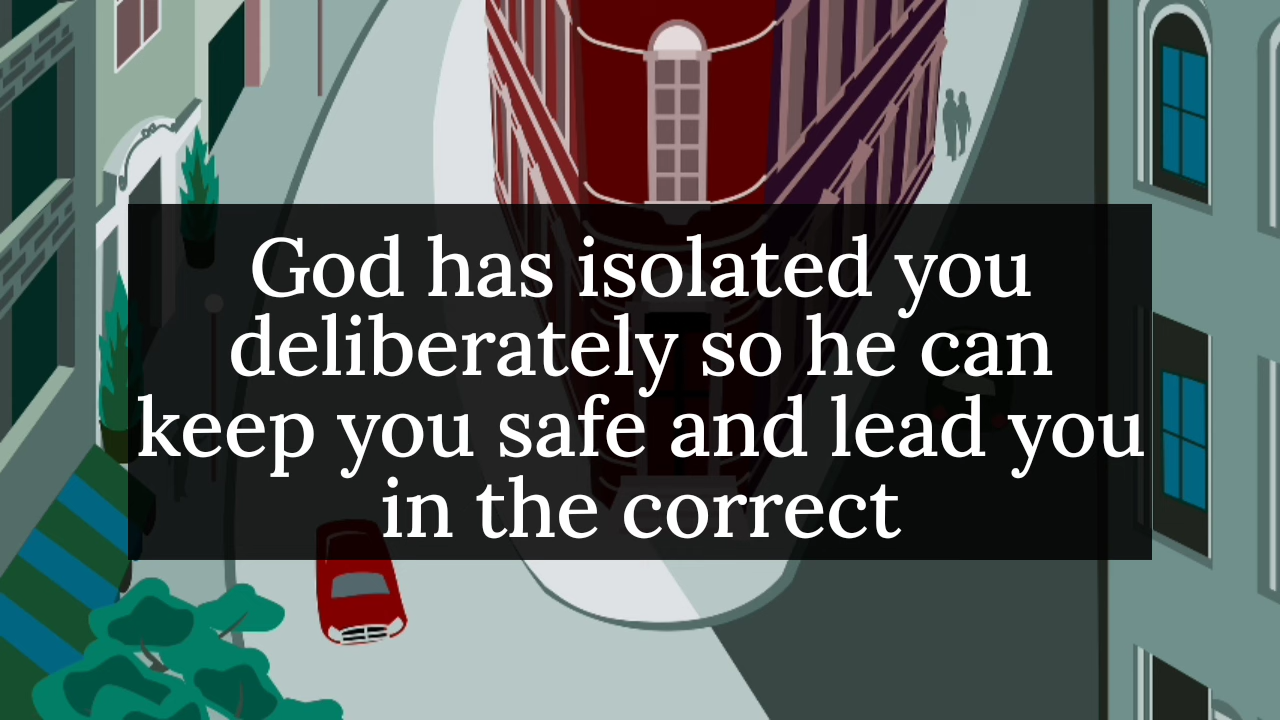 God has isolated you
deliberately so he can
keep you safe and lead you
in the correct